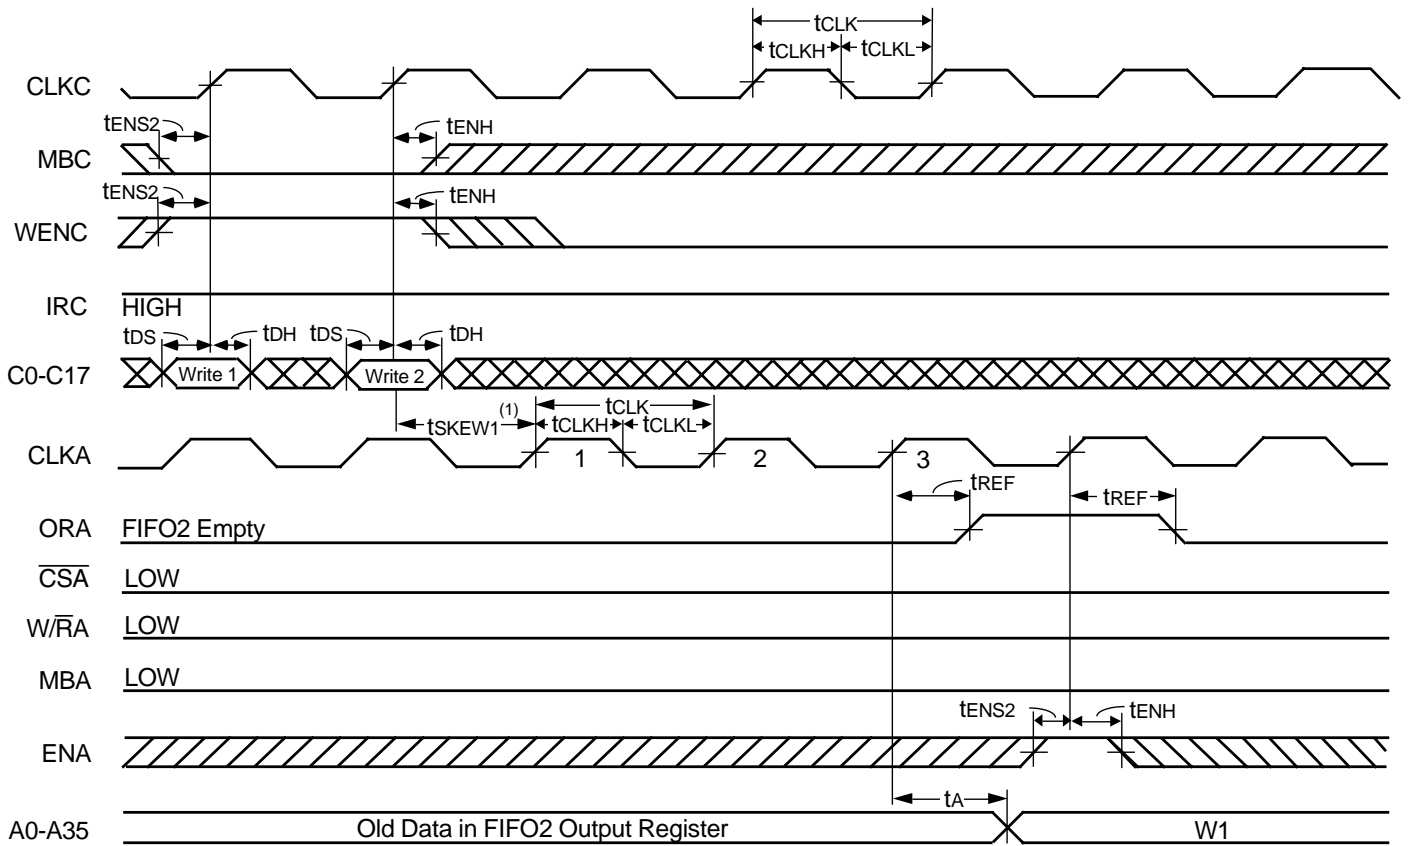 tCLK
tCLKH tCLKL
CLKC
tENS2 tENH
MBC
tENS2 tENH
WENC
IRC HIGH
tDS tDH tDS tDH
C0-C17 Write 1 Write 2
tSKEW1 (1) tCLK
tCLKH tCLKL
CLKA 1 2 3
tREF tREF
ORA FIFO2 Empty
CSA LOW
W/RA LOW
MBA LOW
tENS2 tENH
ENA
tA
A0-A35 Old Data in FIFO2 Output Register W1